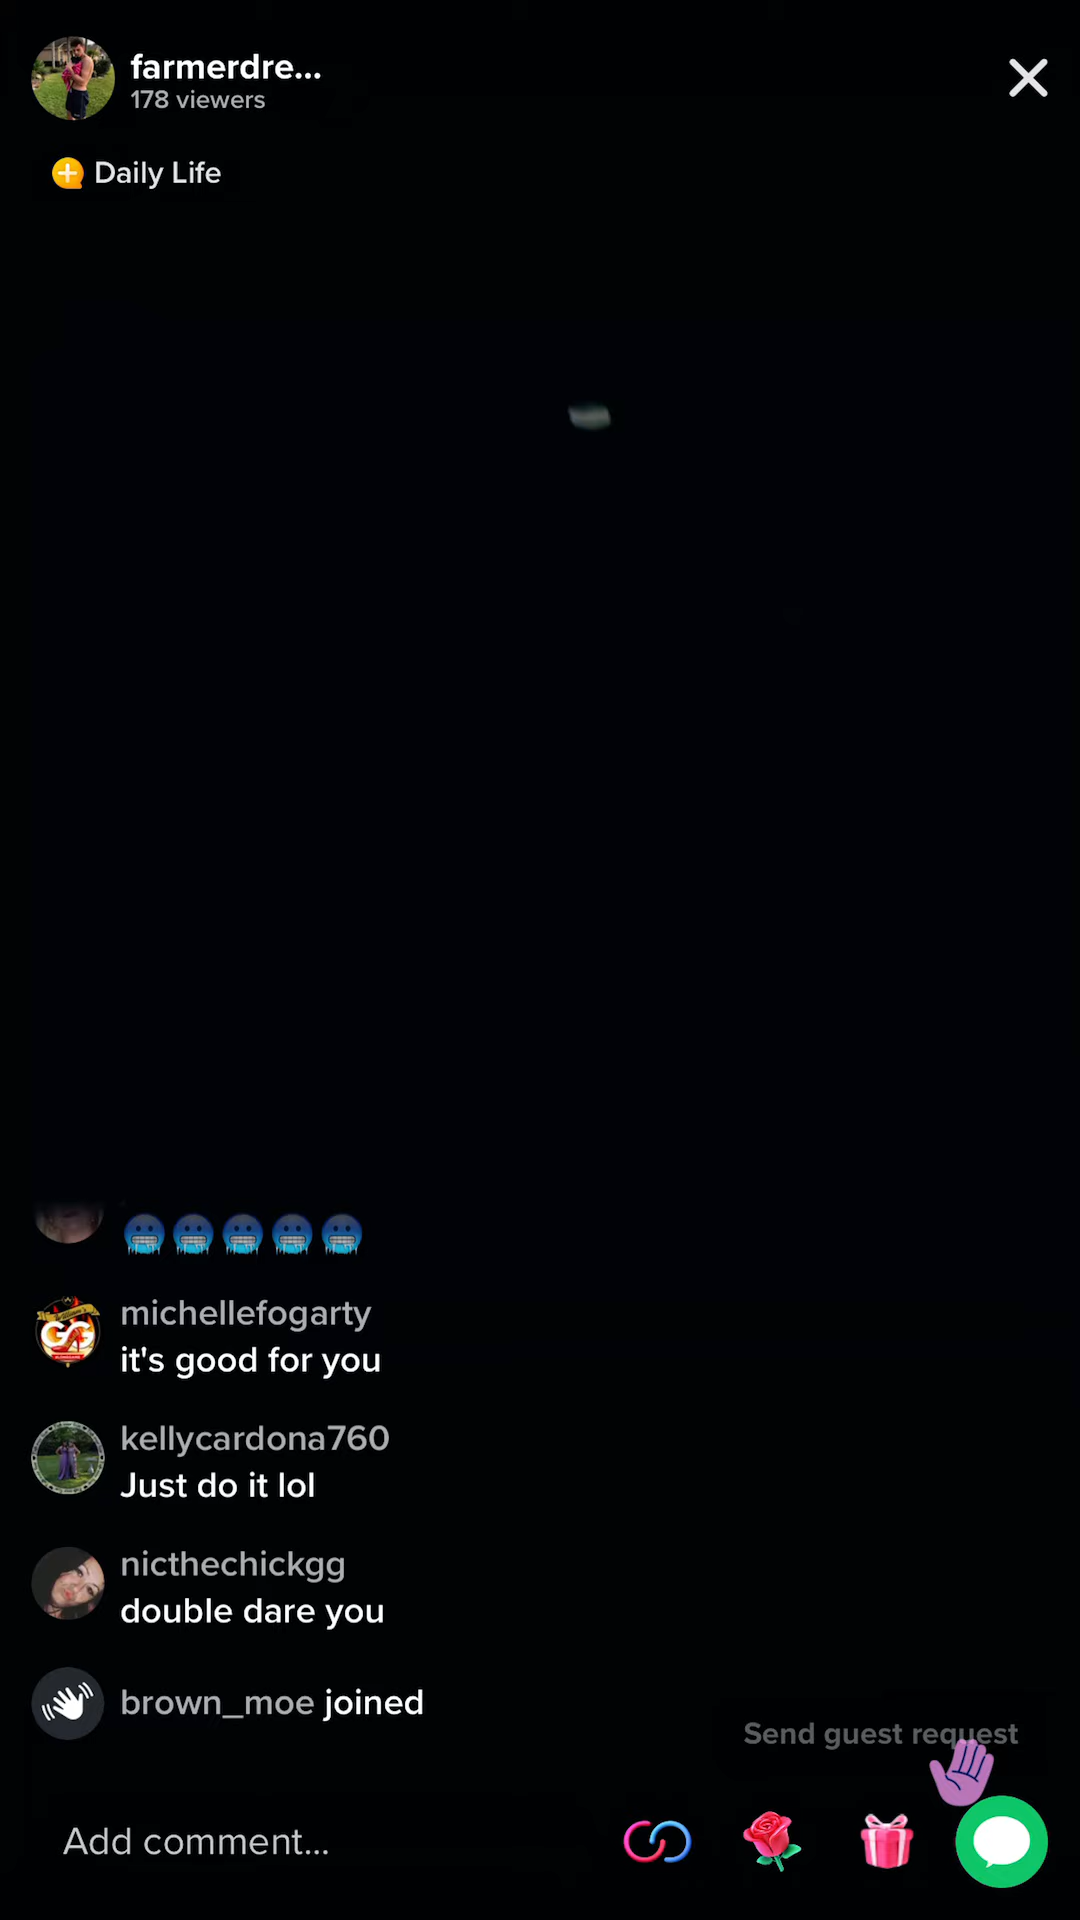 farmerdre...
178 viewers
Daily Life
michellefogarty
it's good for you
kellycardona760
Just do it lol
nicthechickgg
double dare you
brown_moe joined
Send guest request
Add comment...